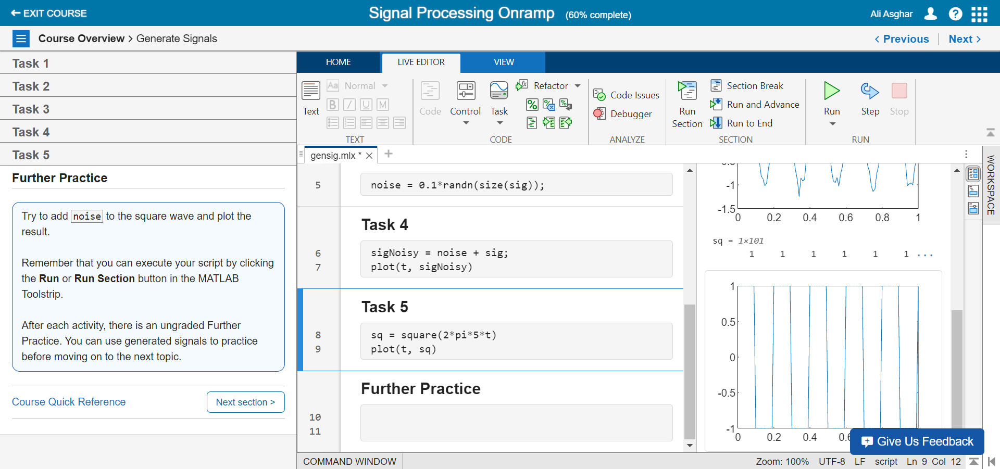 EXIT COURSE
Signal Processing Onramp (60% complete)
Ali Asghar
Course Overview > Generate Signals
< Previous
Next >
Task 1
Task 2
Task 3
Task 4
Task 5
Further Practice
Try to add noise to the square wave and plot the
result.
Remember that you can execute your script by clicking
the Run or Run Section button in the MATLAB
Toolstrip.
After each activity, there is an ungraded Further
Practice. You can use generated signals to practice
before moving on to the next topic.
Course Quick Reference
Next section >
HOME
LIVE EDITOR
VIEW
Text
Aa Normal
B I U M
TEXT
Code
Control
Task
Refactor
CODE
Code Issues
Debugger
ANALYZE
Run
Section
Section Break
Run and Advance
Run to End
SECTION
Run
Step
Stop
RUN
gensig.mlx *
5 noise = 0.1*randn(size(sig));
Task 4
6 sigNoisy = noise + sig;
7 plot(t, sigNoisy)
Task 5
8 sq = square(2*pi*5*t)
9 plot(t, sq)
Further Practice
10
11
-1
-1.5
0 0.2 0.4 0.6 0.8 1
sq = 1×101
1 1 1 1 1 1 ...
1
0.5
0
-0.5
-1
0 0.2 0.4
WORKSPACE
Give Us Feedback
COMMAND WINDOW
Zoom: 100% UTF-8 LF script Ln 9 Col 12